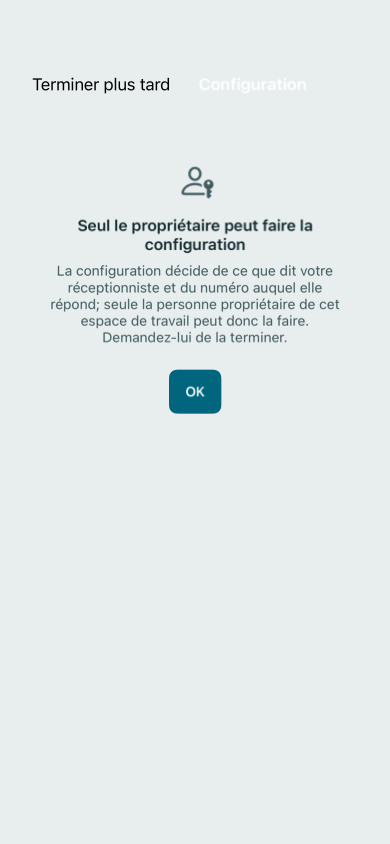 Terminer plus tard
Configuration
Seul le propriétaire peut faire la
configuration
La configuration décide de ce que dit votre
réceptionniste et du numéro auquel elle
répond; seule la personne propriétaire de cet
espace de travail peut donc la faire.
Demandez-lui de la terminer.
OK